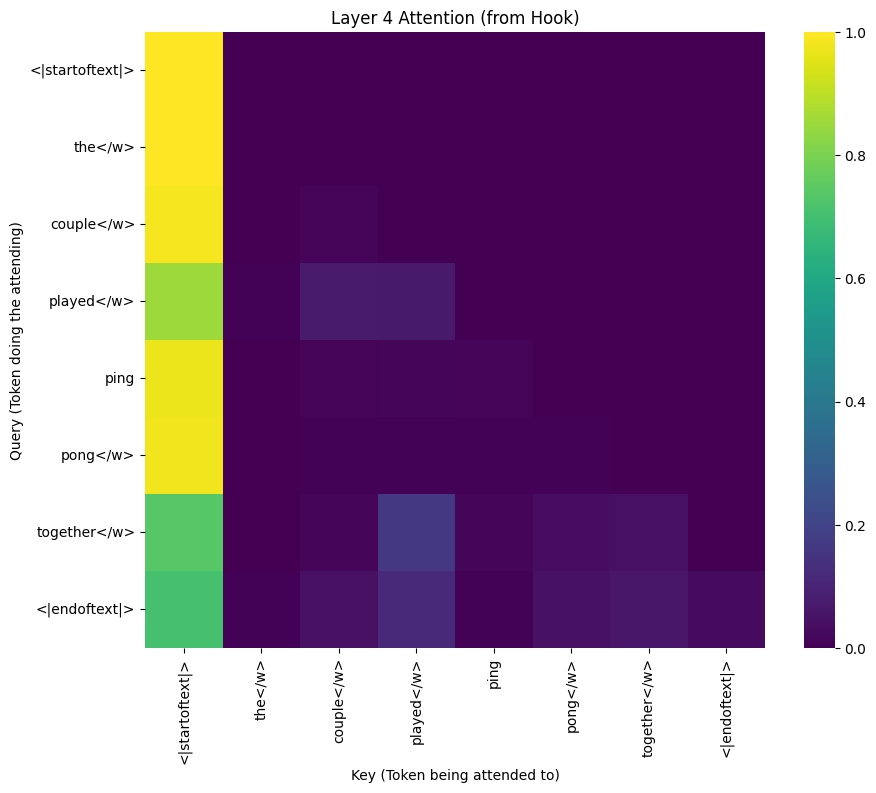 Layer 4 Attention (from Hook)
Query (Token doing the attending)
<|startoftext|>
the</w>
couple</w>
played</w>
ping
pong</w>
together</w>
<|endoftext|>
1.0
0.8
0.6
0.4
0.2
0.0
<|startoftext|>
the</w>
couple</w>
played</w>
ping
pong</w>
together</w>
<|endoftext|>
Key (Token being attended to)